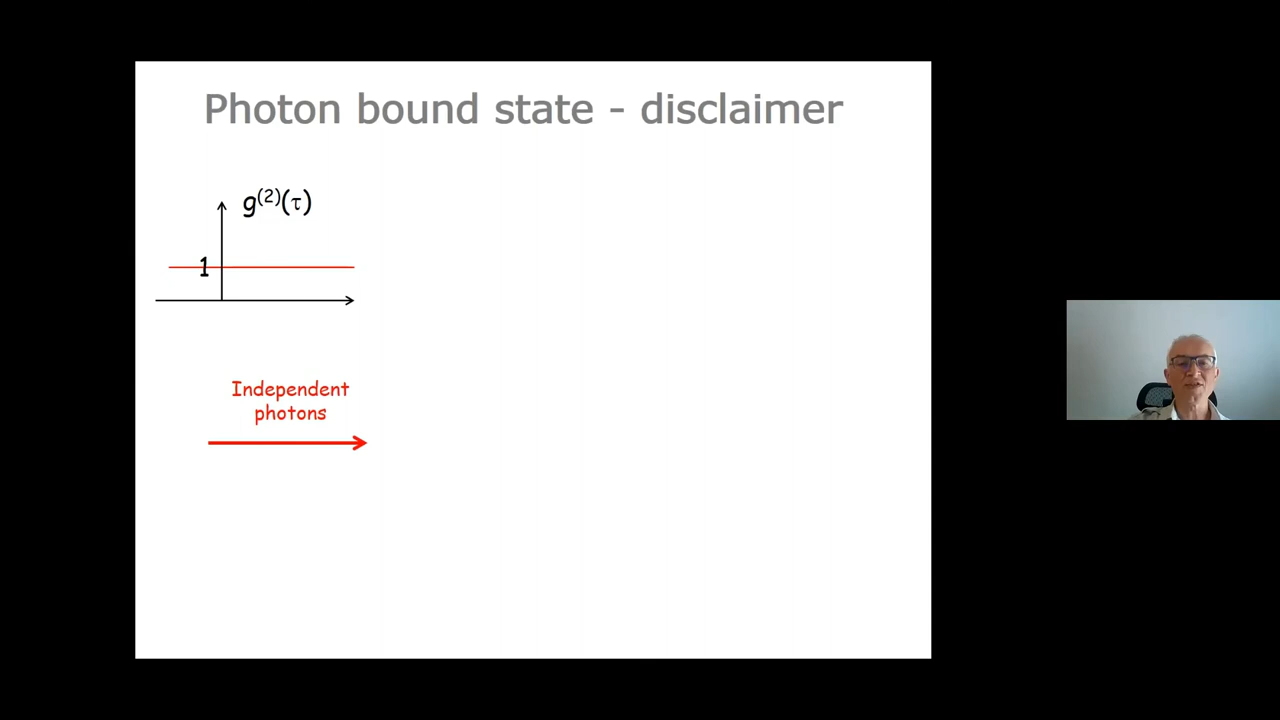 Photon bound state - disclaimer
g⁽²⁾(τ)
1
Independent
photons